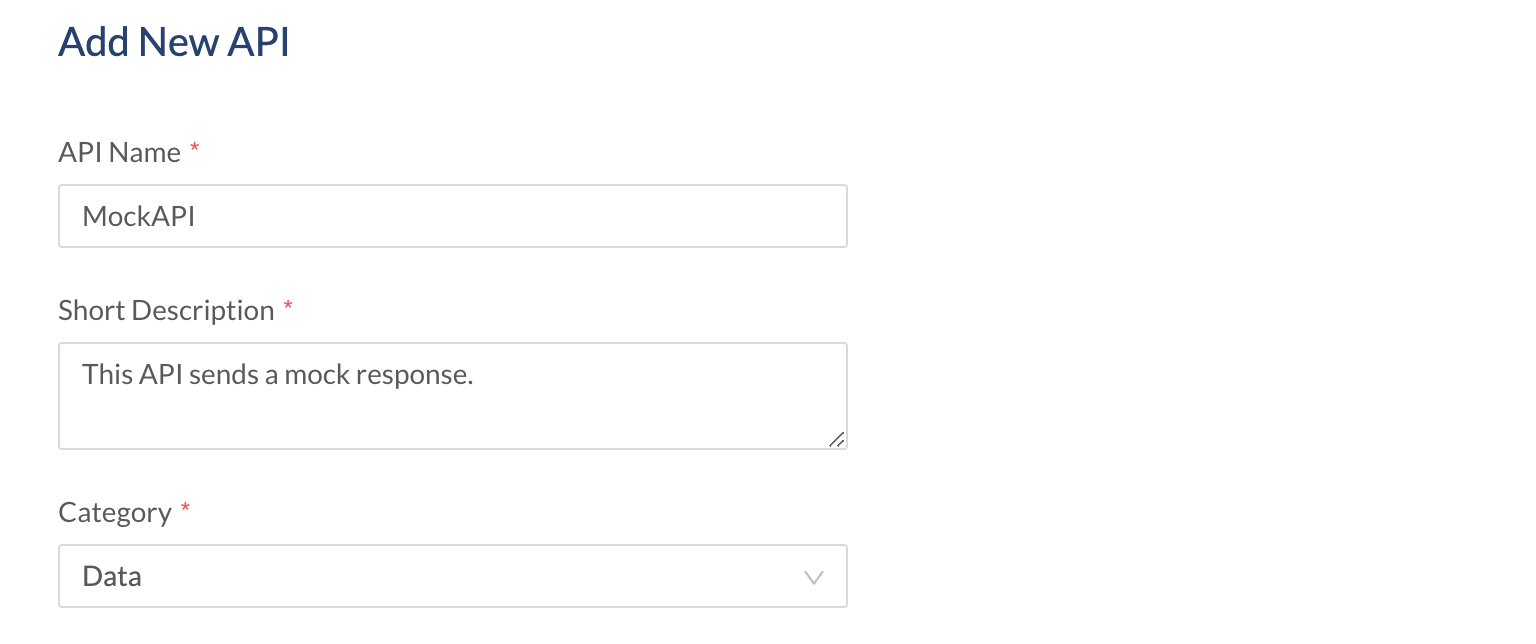 Add New API
API Name *
MockAPI
Short Description *
This API sends a mock response.
Category *
Data